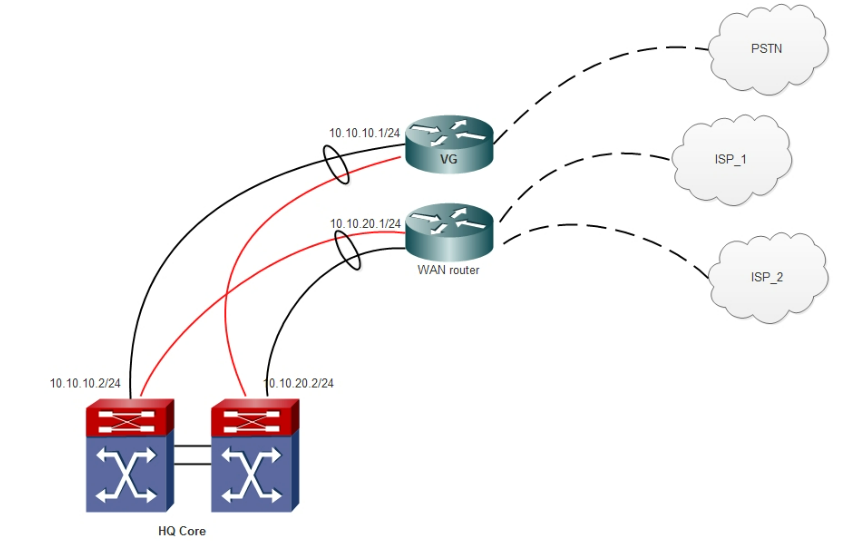 PSTN
10.10.10.1/24
VG
ISP_1
10.10.20.1/24
WAN router
ISP_2
10.10.10.2/24
10.10.20.2/24
HQ Core